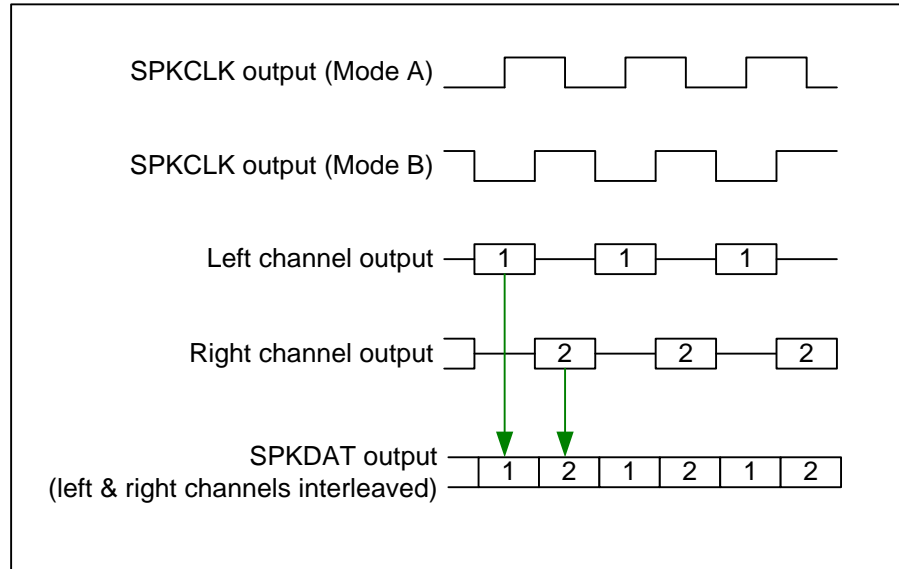 SPKCLK output (Mode A)
SPKCLK output (Mode B)
Left channel output 1 1 1
Right channel output 2 2 2
SPKDAT output
(left & right channels interleaved) 1 2 1 2 1 2